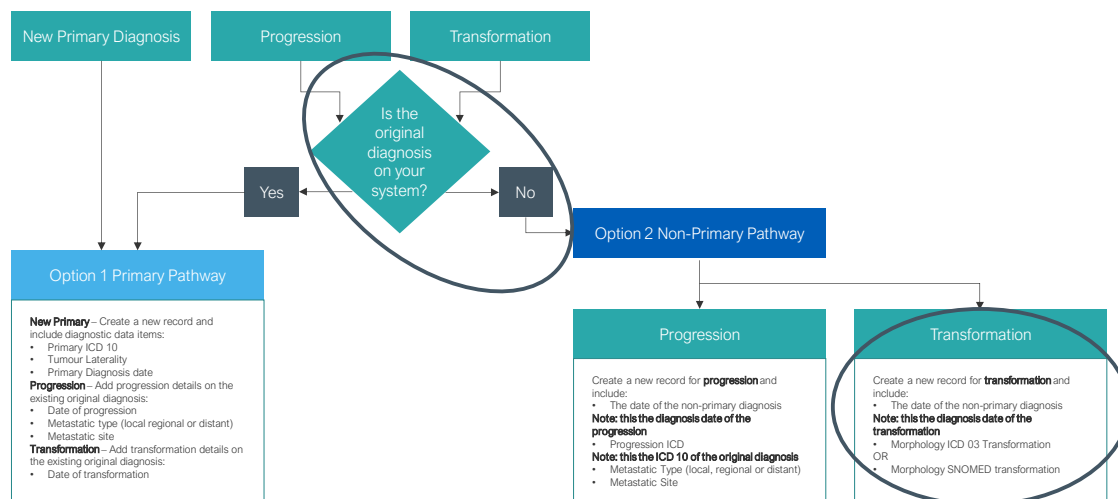 New Primary Diagnosis
Progression
Transformation
Is the
original
diagnosis
on your
system?
Yes
No
Option 2 Non-Primary Pathway
Option 1 Primary Pathway
New Primary – Create a new record and
include diagnostic data items:
• Primary ICD 10
• Tumour Laterality
• Primary Diagnosis date
Progression – Add progression details on the
existing original diagnosis:
• Date of progression
• Metastatic type (local regional or distant)
• Metastatic site
Transformation – Add transformation details on
the existing original diagnosis:
• Date of transformation
Progression
Create a new record for progression and
include:
• The date of the non-primary diagnosis
Note: this the diagnosis date of the
progression
• Progression ICD
Note: this the ICD 10 of the original diagnosis
• Metastatic Type (local, regional or distant)
• Metastatic Site
Transformation
Create a new record for transformation and
include:
• The date of the non-primary diagnosis
Note: this the diagnosis date of the
transformation
• Morphology ICD 03 Transformation
OR
• Morphology SNOMED transformation